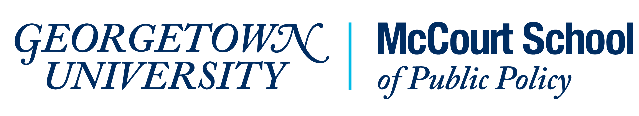 GEORGETOWN
UNIVERSITY
McCourt School
of Public Policy